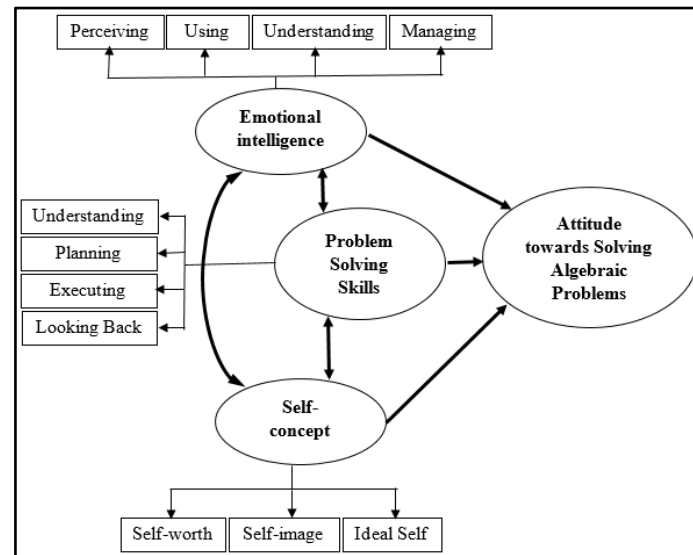 Perceiving
Using
Understanding
Managing
Emotional
intelligence
Understanding
Planning
Executing
Looking Back
Problem
Solving
Skills
Attitude
towards Solving
Algebraic
Problems
Self-
concept
Self-worth
Self-image
Ideal Self